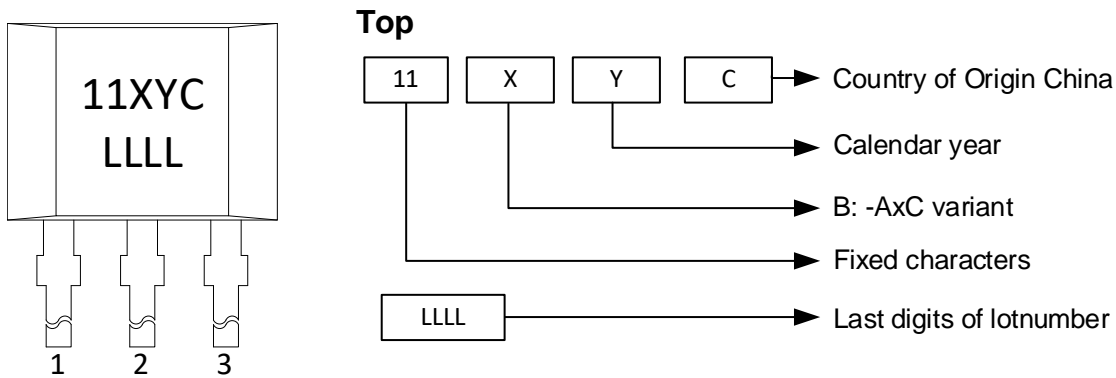 11XYC
LLLL
1 2 3
Top
11 X Y C Country of Origin China
Calendar year
B: -AxC variant
Fixed characters
LLLL Last digits of lotnumber